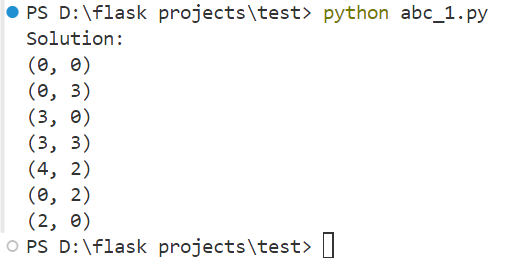 PS D:\flask projects\test> python abc_1.py
Solution:
(0, 0)
(0, 3)
(3, 0)
(3, 3)
(4, 2)
(0, 2)
(2, 0)
PS D:\flask projects\test>